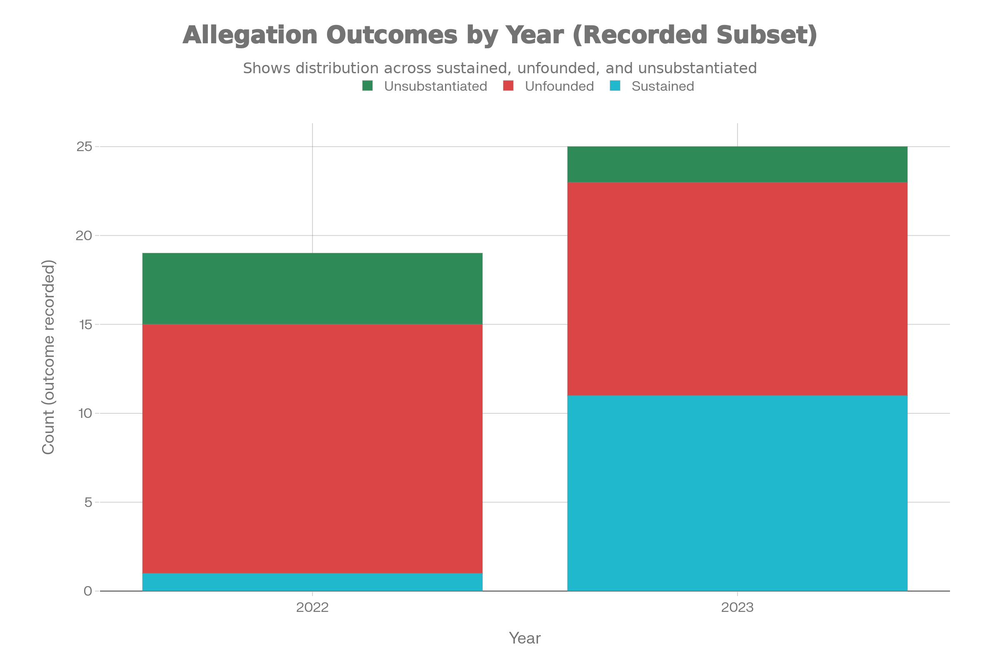 Allegation Outcomes by Year (Recorded Subset)
Shows distribution across sustained, unfounded, and unsubstantiated
Unsubstantiated Unfounded Sustained
25
20
15
10
5
0
Count (outcome recorded)
2022 2023
Year